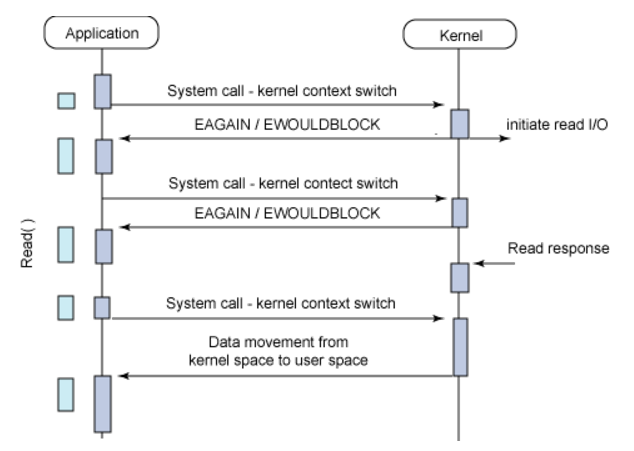 Application
Kernel
System call - kernel context switch
EAGAIN / EWOULDBLOCK
initiate read I/O
System call - kernel contect switch
EAGAIN / EWOULDBLOCK
Read( )
Read response
System call - kernel context switch
Data movement from
kernel space to user space